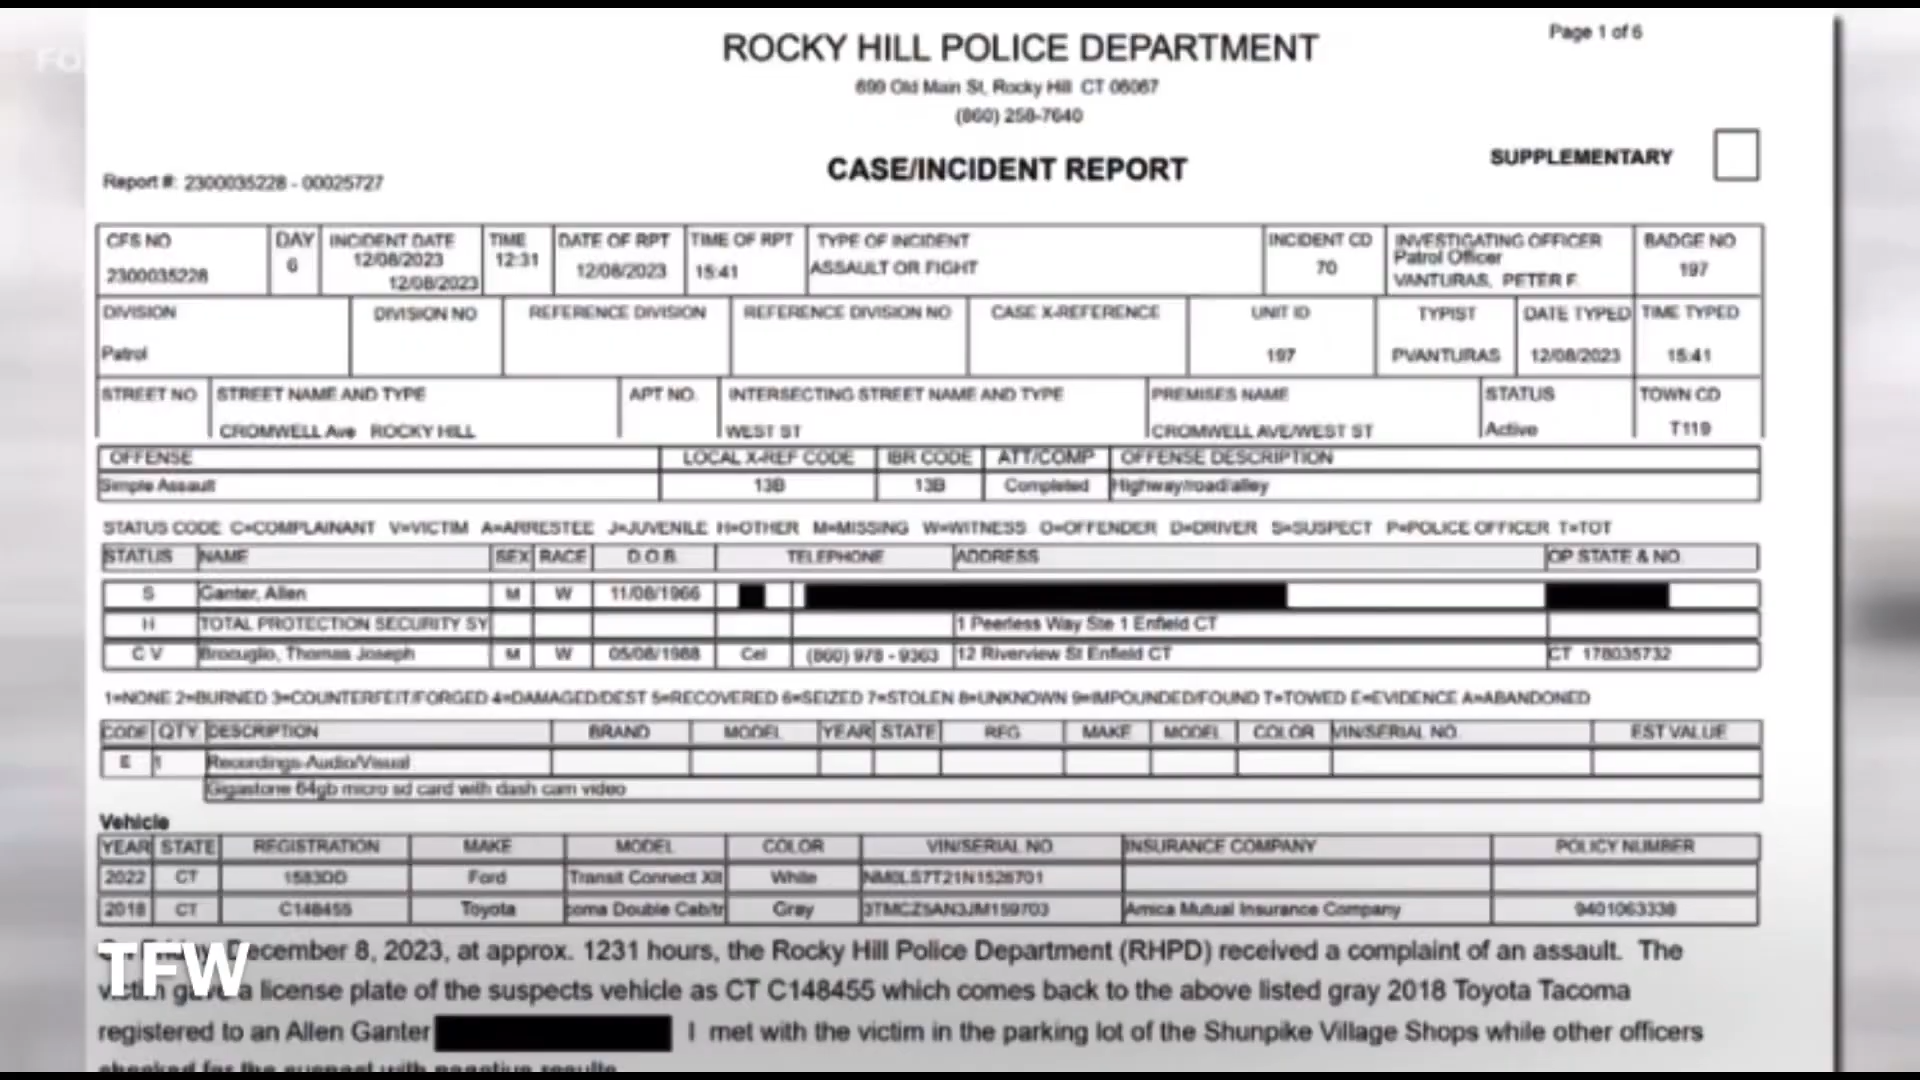 Page 1 of 6
ROCKY HILL POLICE DEPARTMENT
699 Old Main St, Rocky Hill CT 06067
(860) 258-7640
CASE/INCIDENT REPORT
SUPPLEMENTARY
Report #: 2300035228 - 00025727
CFS NO DAY INCIDENT DATE TIME DATE OF RPT TIME OF RPT TYPE OF INCIDENT INCIDENT CD INVESTIGATING OFFICER BADGE NO
2300035228 6 12/08/2023 12:31 12/08/2023 15:41 ASSAULT OR FIGHT 70 Patrol Officer 197
12/08/2023 VANTURAS, PETER F.
DIVISION DIVISION NO REFERENCE DIVISION REFERENCE DIVISION NO CASE X-REFERENCE UNIT ID TYPIST DATE TYPED TIME TYPED
Patrol 197 PVANTURAS 12/08/2023 15:41
STREET NO STREET NAME AND TYPE APT NO. INTERSECTING STREET NAME AND TYPE PREMISES NAME STATUS TOWN CD
CROMWELL Ave ROCKY HILL WEST ST CROMWELL AVE/WEST ST Active T119
OFFENSE LOCAL X-REF CODE IBR CODE ATT/COMP OFFENSE DESCRIPTION
Simple Assault 13B 13B Completed Highway/road/alley
STATUS CODE C=COMPLAINANT V=VICTIM A=ARRESTEE J=JUVENILE H=OTHER M=MISSING W=WITNESS O=OFFENDER D=DRIVER S=SUSPECT P=POLICE OFFICER T=TOT
STATUS NAME SEX RACE D.O.B. TELEPHONE ADDRESS OP STATE & NO.
S Ganter, Allen M W 11/08/1966
H TOTAL PROTECTION SECURITY SY 1 Peerless Way Ste 1 Enfield CT
C V Brocuglio, Thomas Joseph M W 05/08/1988 Cel (860) 978 - 9363 12 Riverview St Enfield CT CT 178035732
1=NONE 2=BURNED 3=COUNTERFEIT/FORGED 4=DAMAGED/DEST 5=RECOVERED 6=SEIZED 7=STOLEN 8=UNKNOWN 9=IMPOUNDED/FOUND T=TOWED E=EVIDENCE A=ABANDONED
CODE QTY DESCRIPTION BRAND MODEL YEAR STATE REG MAKE MODEL COLOR VIN/SERIAL NO. EST VALUE
E 1 Recordings-Audio/Visual
Gigastone 64gb micro sd card with dash cam video
Vehicle
YEAR STATE REGISTRATION MAKE MODEL COLOR VIN/SERIAL NO. INSURANCE COMPANY POLICY NUMBER
2022 CT 1583DD Ford Transit Connect Xlt White NM0LS7T21N1526701
2018 CT C148455 Toyota coma Double Cab/tr Gray 3TMCZ5AN3JM159703 Amica Mutual Insurance Company 9401063338
December 8, 2023, at approx. 1231 hours, the Rocky Hill Police Department (RHPD) received a complaint of an assault. The
victim gave a license plate of the suspects vehicle as CT C148455 which comes back to the above listed gray 2018 Toyota Tacoma
registered to an Allen Ganter I met with the victim in the parking lot of the Shunpike Village Shops while other officers
TFW